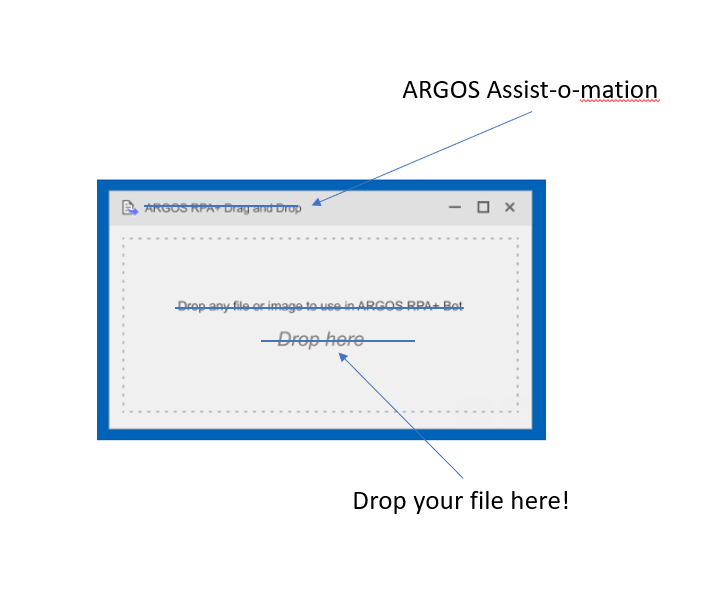 ARGOS Assist-o-mation
ARGOS RPA+ Drag and Drop
Drop any file or image to use in ARGOS RPA+ Bot
Drop here
Drop your file here!